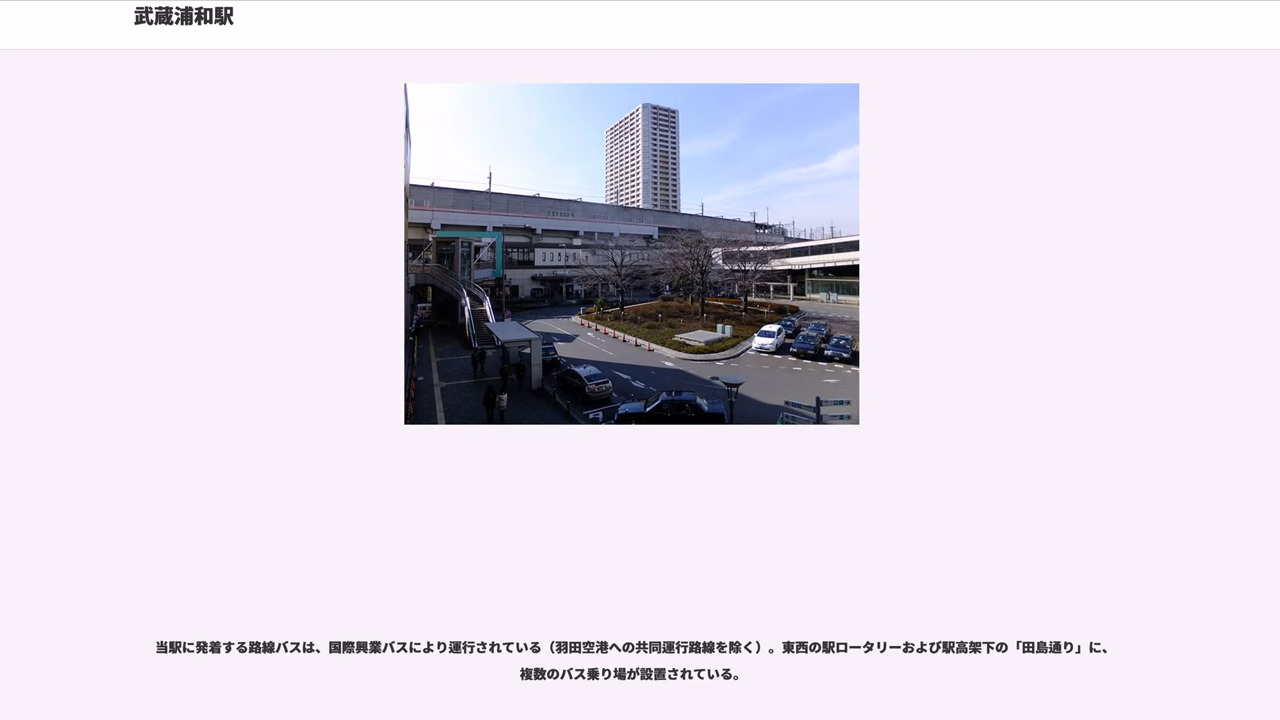 武蔵浦和駅
当駅に発着する路線バスは、国際興業バスにより運行されている（羽田空港への共同運行路線を除く）。東西の駅ロータリーおよび駅高架下の「田島通り」に、
複数のバス乗り場が設置されている。